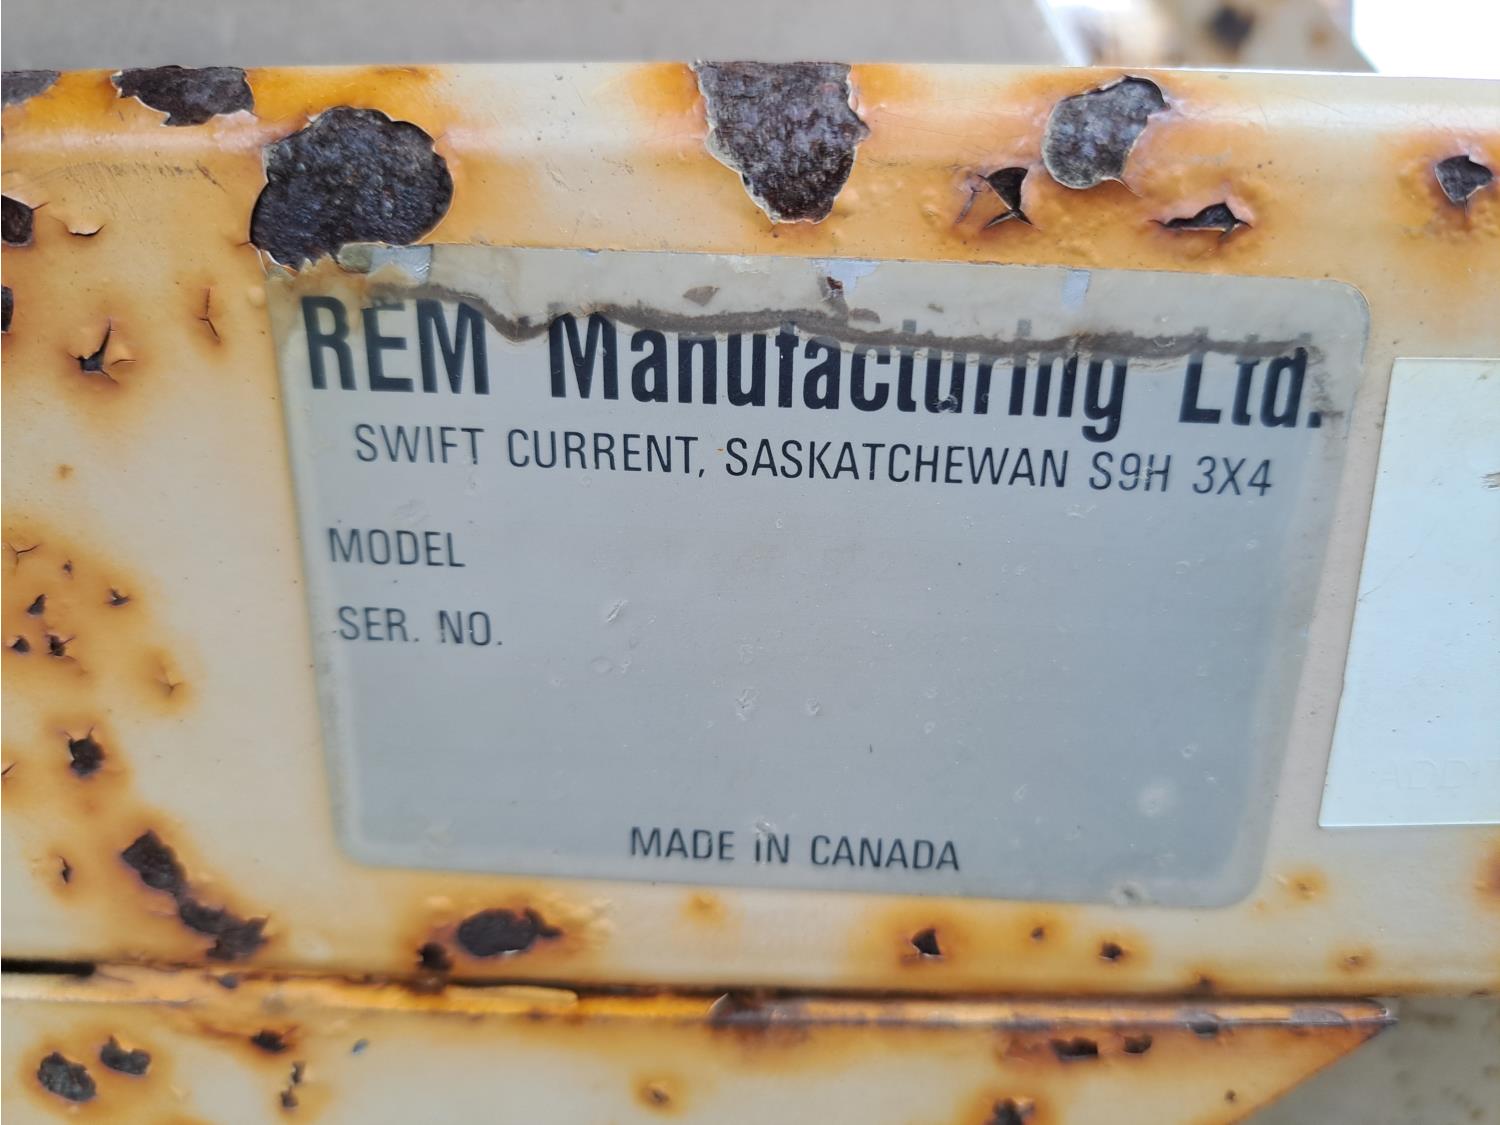 REM Manufacturing Ltd.
SWIFT CURRENT, SASKATCHEWAN S9H 3X4
MODEL
SER. NO.
MADE IN CANADA